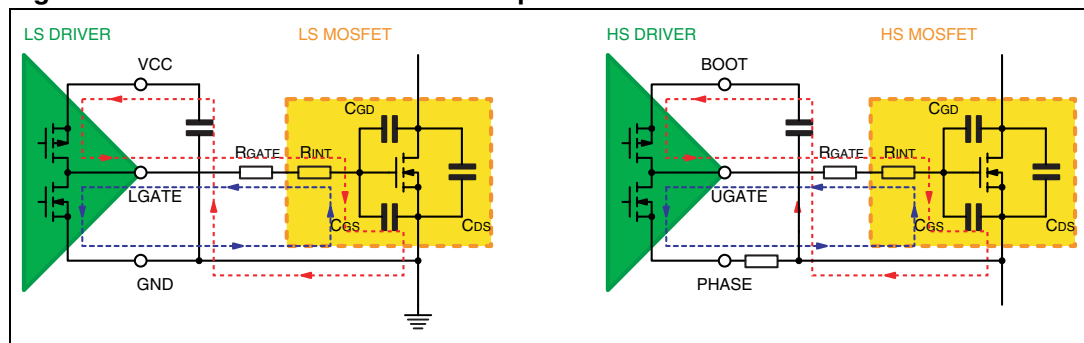 LS DRIVER
LS MOSFET
VCC
CGD
RGATE
RINT
LGATE
CGS
CDS
GND
HS DRIVER
HS MOSFET
BOOT
CGD
RGATE
RINT
UGATE
CGS
CDS
PHASE